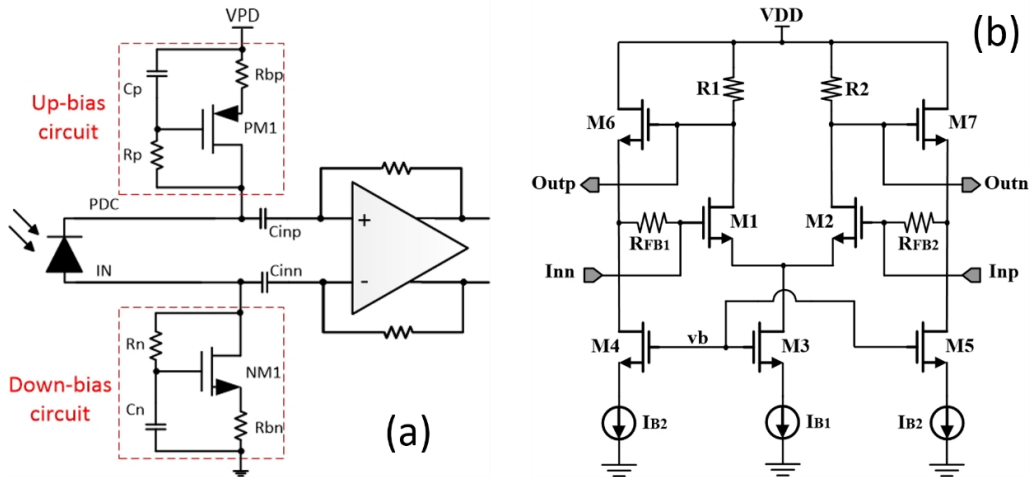 VPD
Cp
Rbp
Up-bias
circuit
PM1
Rp
PDC
Cinp
+
IN
Cinn
-
Rn
NM1
Down-bias
circuit
Cn
Rbn
(a)
VDD
(b)
R1
R2
M6
M7
Outp
Outn
M1
M2
RFB1
RFB2
Inn
Inp
M4
vb
M3
M5
IB2
IB1
IB2